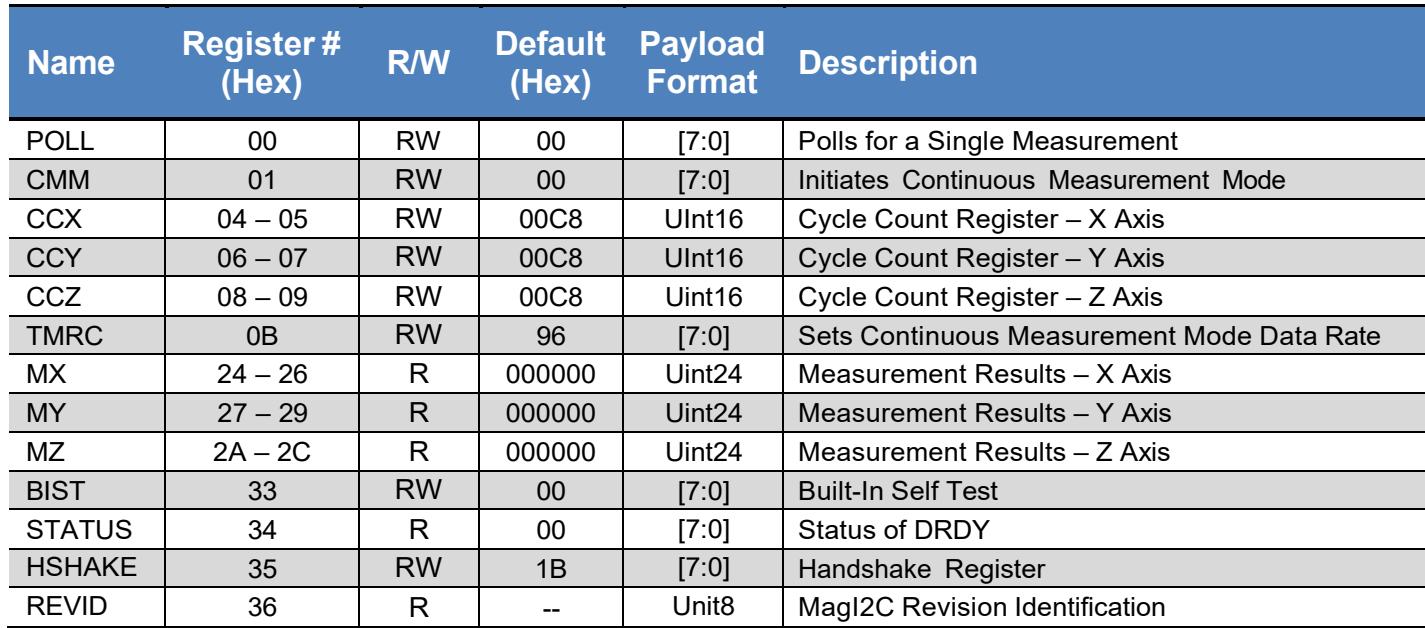 Name Register # (Hex) R/W Default (Hex) Payload Format Description
POLL 00 RW 00 [7:0] Polls for a Single Measurement
CMM 01 RW 00 [7:0] Initiates Continuous Measurement Mode
CCX 04 – 05 RW 00C8 UInt16 Cycle Count Register – X Axis
CCY 06 – 07 RW 00C8 UInt16 Cycle Count Register – Y Axis
CCZ 08 – 09 RW 00C8 Uint16 Cycle Count Register – Z Axis
TMRC 0B RW 96 [7:0] Sets Continuous Measurement Mode Data Rate
MX 24 – 26 R 000000 Uint24 Measurement Results – X Axis
MY 27 – 29 R 000000 Uint24 Measurement Results – Y Axis
MZ 2A – 2C R 000000 Uint24 Measurement Results – Z Axis
BIST 33 RW 00 [7:0] Built-In Self Test
STATUS 34 R 00 [7:0] Status of DRDY
HSHAKE 35 RW 1B [7:0] Handshake Register
REVID 36 R -- Unit8 MagI2C Revision Identification